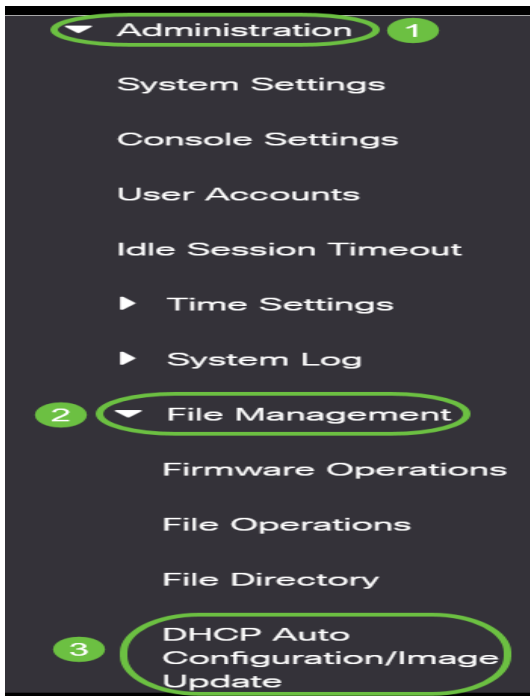 Administration 1
System Settings
Console Settings
User Accounts
Idle Session Timeout
Time Settings
System Log
2 File Management
Firmware Operations
File Operations
File Directory
DHCP Auto
3 Configuration/Image
Update